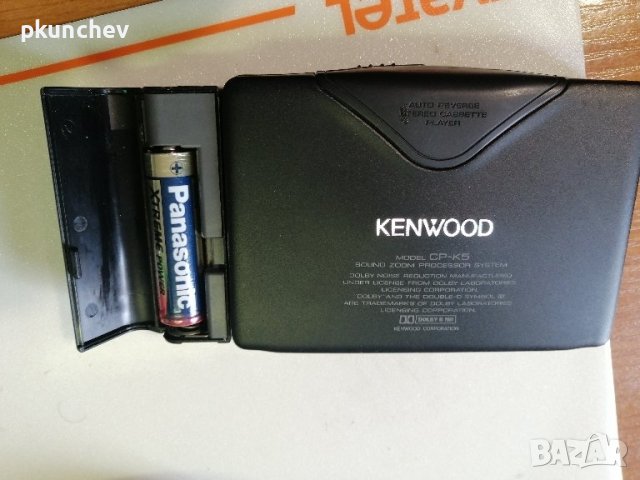 pkunchev
AUTO REVERSE
STEREO CASSETTE
PLAYER
KENWOOD
MODEL CP-K5
SOUND ZOOM PROCESSOR SYSTEM
DOLBY NOISE REDUCTION MANUFACTURED
UNDER LICENSE FROM DOLBY LABORATORIES
LICENSING CORPORATION.
"DOLBY" AND THE DOUBLE-D SYMBOL
ARE TRADEMARKS OF DOLBY LABORATORIES
LICENSING CORPORATION.
DOLBY B NR
KENWOOD CORPORATION
Panasonic
XTREME POWER
BAZAR